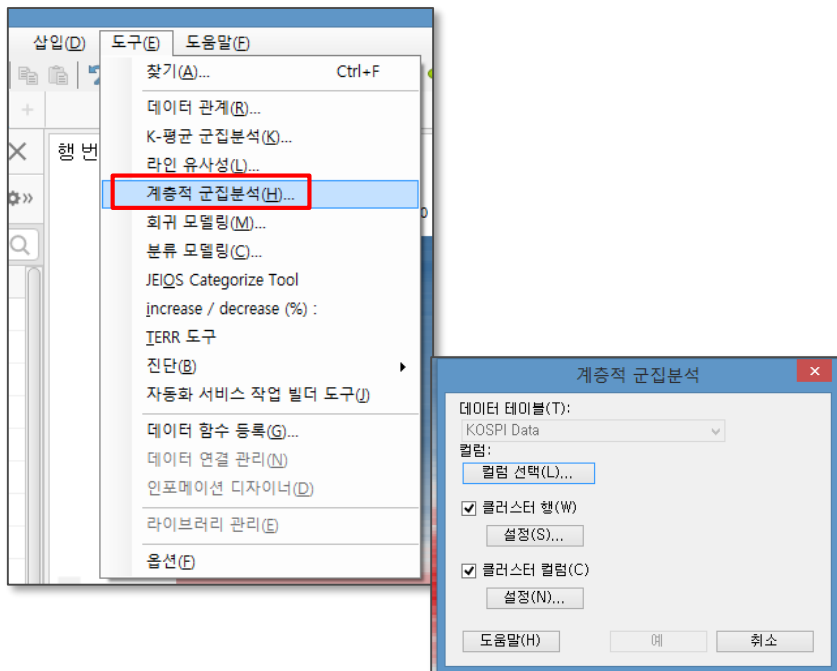 삽입(D) 도구(E) 도움말(F)
찾기(A)... Ctrl+F
데이터 관계(R)...
행 번
K-평균 군집분석(K)...
라인 유사성(L)...
계층적 군집분석(H)...
회귀 모델링(M)...
분류 모델링(C)...
JEIOS Categorize Tool
increase / decrease (%) :
TERR 도구
진단(B)
자동화 서비스 작업 빌더 도구(J)
데이터 함수 등록(G)...
데이터 연결 관리(N)
인포메이션 디자이너(D)
라이브러리 관리(E)
옵션(F)
계층적 군집분석
데이터 테이블(T):
KOSPI Data
컬럼:
컬럼 선택(L)...
클러스터 행(W)
설정(S)...
클러스터 컬럼(C)
설정(N)...
도움말(H) 예 취소